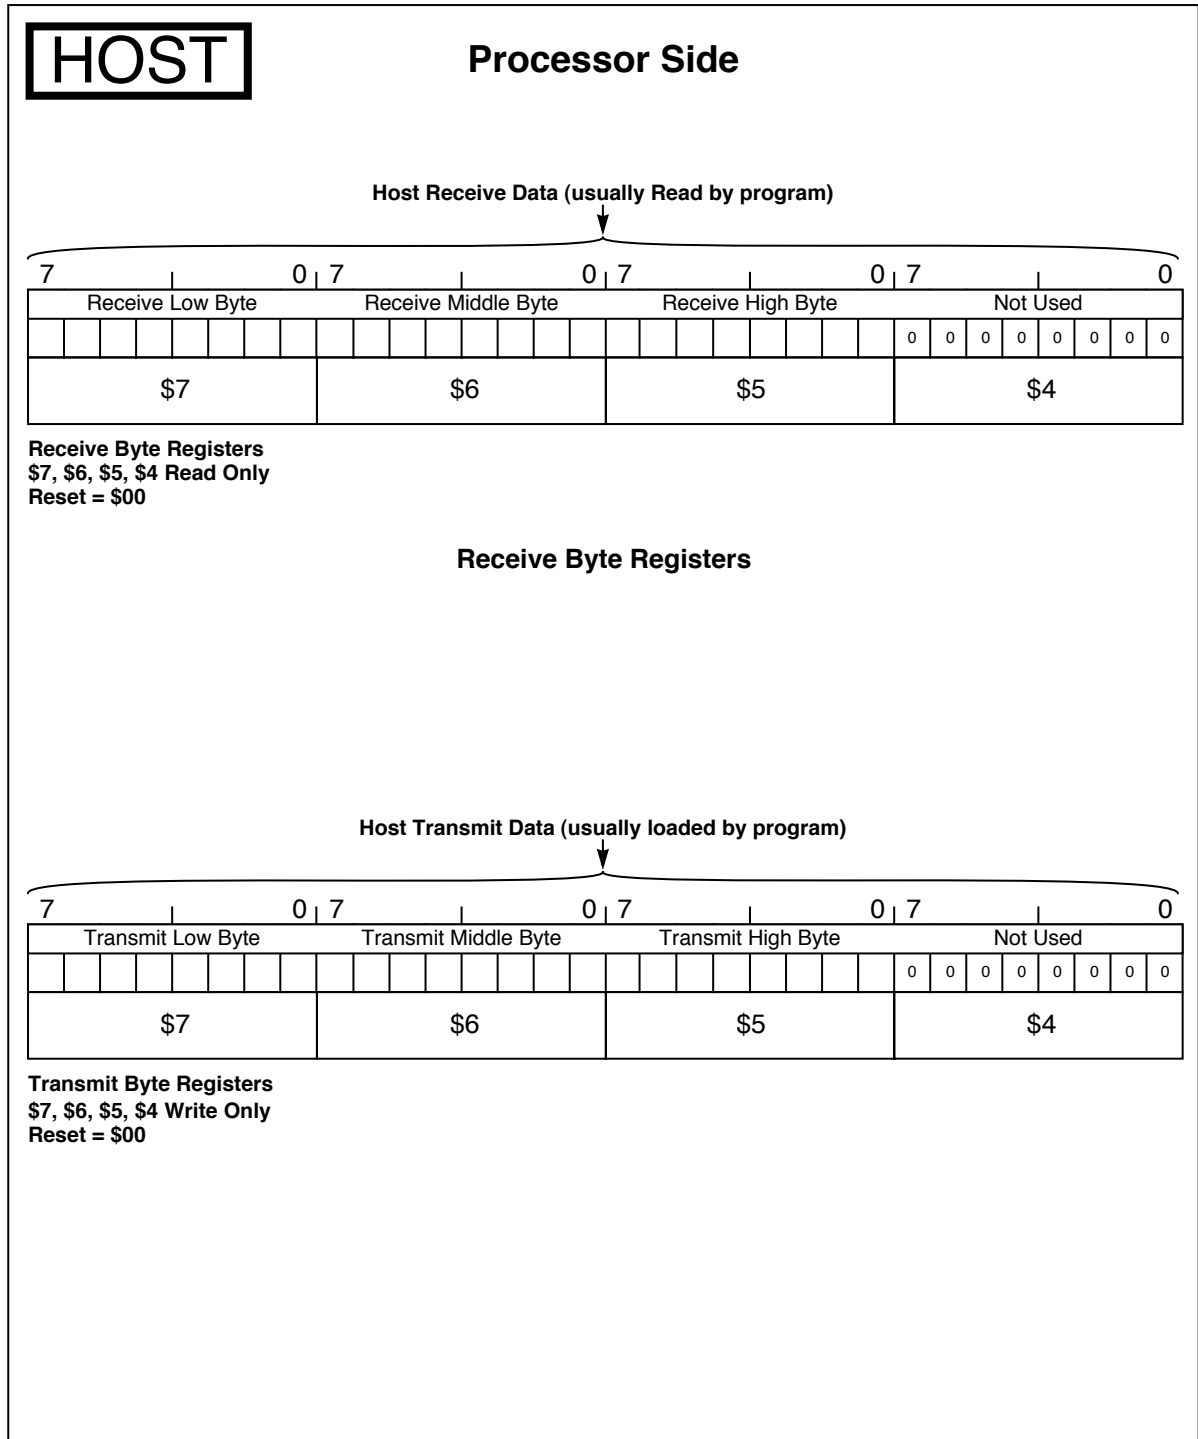 HOST
Processor Side
Host Receive Data (usually Read by program)
7 0 7 0 7 0 7 0
Receive Low Byte Receive Middle Byte Receive High Byte Not Used
0 0 0 0 0 0 0 0
$7 $6 $5 $4
Receive Byte Registers
$7, $6, $5, $4 Read Only
Reset = $00
Receive Byte Registers
Host Transmit Data (usually loaded by program)
7 0 7 0 7 0 7 0
Transmit Low Byte Transmit Middle Byte Transmit High Byte Not Used
0 0 0 0 0 0 0 0
$7 $6 $5 $4
Transmit Byte Registers
$7, $6, $5, $4 Write Only
Reset = $00